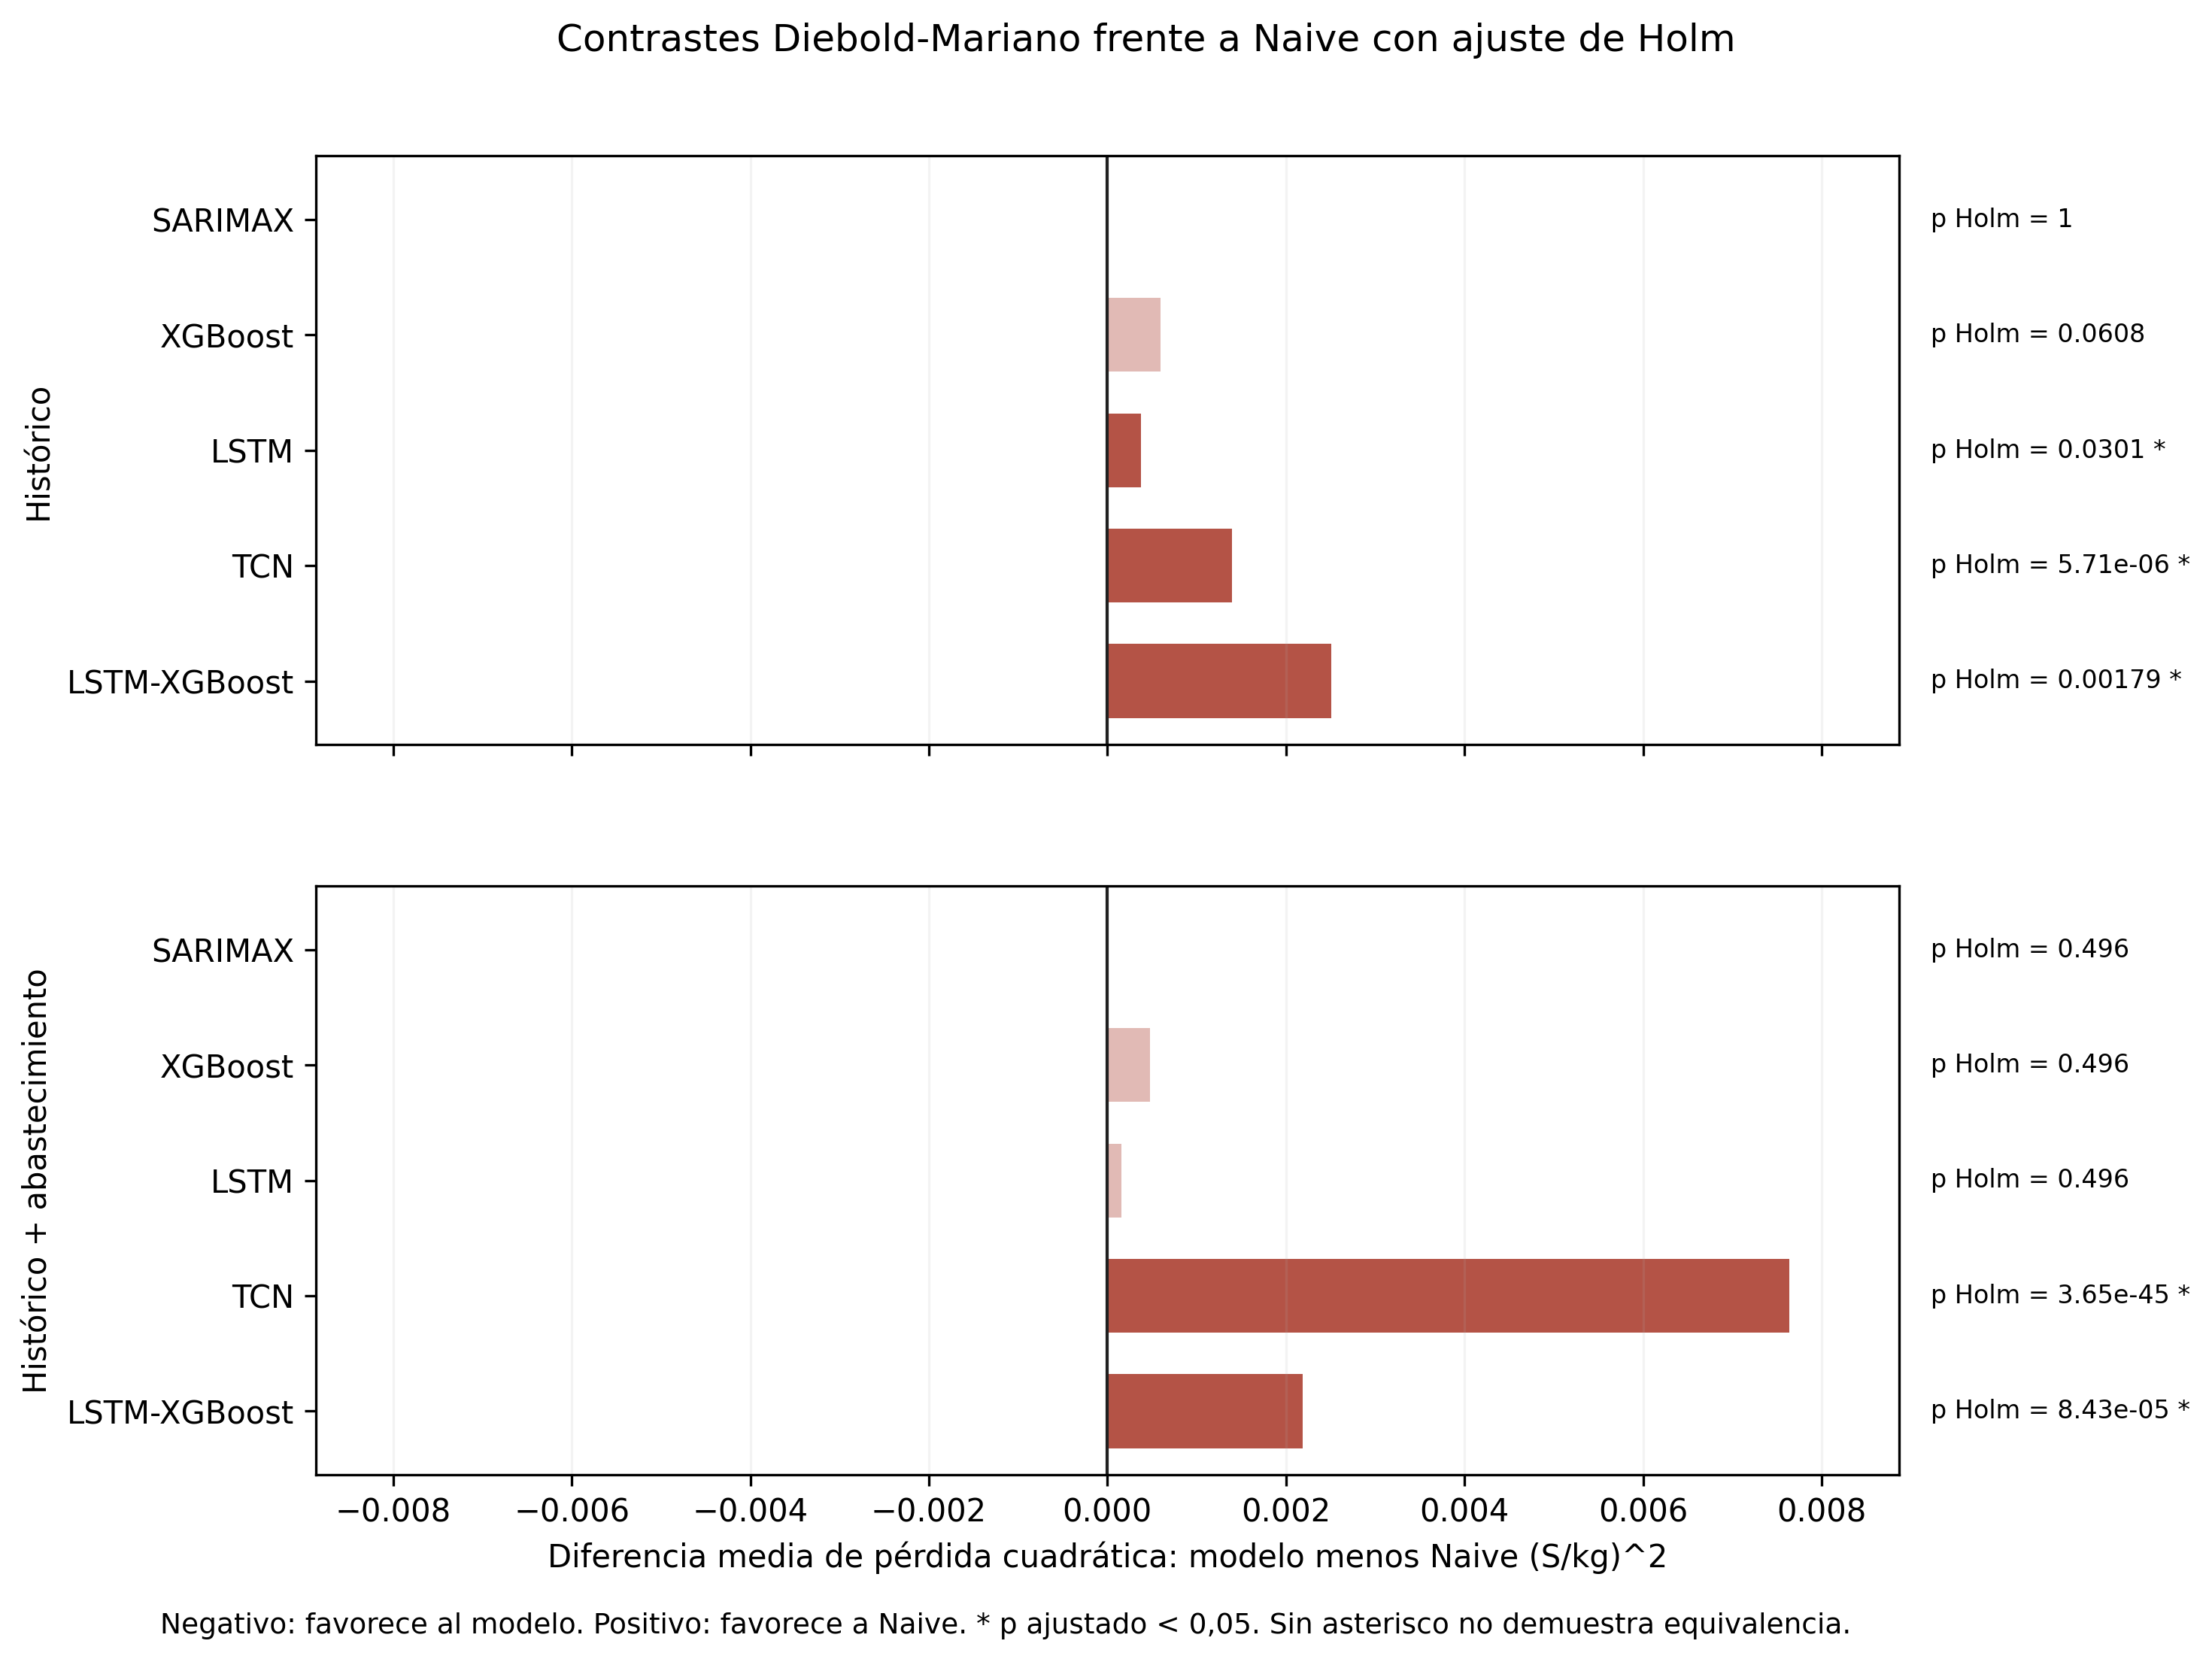 Contrastes Diebold-Mariano frente a Naive con ajuste de Holm
Histórico
SARIMAX
p Holm = 1
XGBoost
p Holm = 0.0608
LSTM
p Holm = 0.0301 *
TCN
p Holm = 5.71e-06 *
LSTM-XGBoost
p Holm = 0.00179 *
Histórico + abastecimiento
SARIMAX
p Holm = 0.496
XGBoost
p Holm = 0.496
LSTM
p Holm = 0.496
TCN
p Holm = 3.65e-45 *
LSTM-XGBoost
p Holm = 8.43e-05 *
−0.008 −0.006 −0.004 −0.002 0.000 0.002 0.004 0.006 0.008
Diferencia media de pérdida cuadrática: modelo menos Naive (S/kg)^2
Negativo: favorece al modelo. Positivo: favorece a Naive. * p ajustado < 0,05. Sin asterisco no demuestra equivalencia.